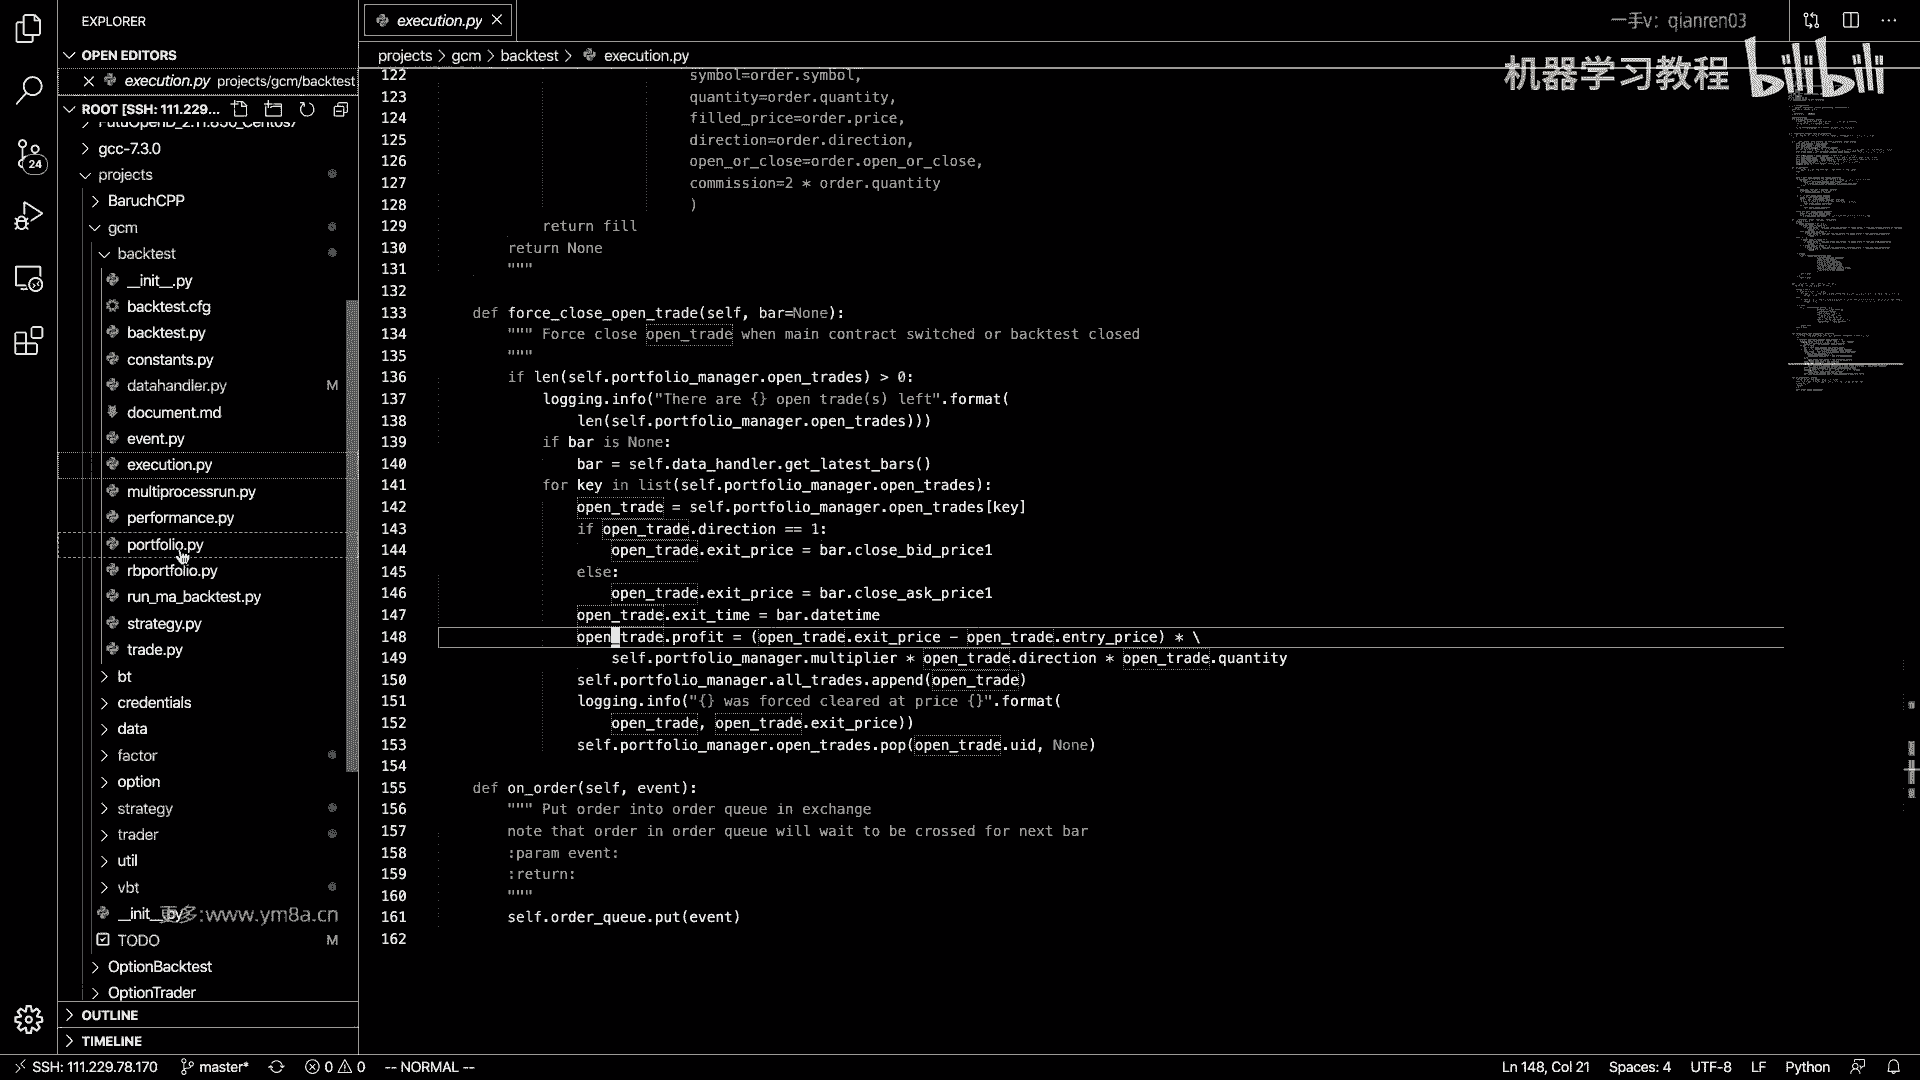 EXPLORER
OPEN EDITORS
execution.py projects/gcm/backtest
ROOT [SSH: 111.229...
gcc-7.3.0
projects
BaruchCPP
gcm
backtest
__init__.py
backtest.cfg
backtest.py
constants.py
datahandler.py M
document.md
event.py
execution.py
multiprocessrun.py
performance.py
portfolio.py
rbportfolio.py
run_ma_backtest.py
strategy.py
trade.py
bt
credentials
data
factor
option
strategy
trader
util
vbt
__init__.py
更多:www.ym8a.cn
TODO M
OptionBacktest
OptionTrader
OUTLINE
TIMELINE
24
execution.py
一手v: qianren03
机器学习教程 bilibili
projects > gcm > backtest > execution.py
122 symbol=order.symbol,
123 quantity=order.quantity,
124 filled_price=order.price,
125 direction=order.direction,
126 open_or_close=order.open_or_close,
127 commission=2 * order.quantity
128 )
129 return fill
130 return None
131 """
132
133 def force_close_open_trade(self, bar=None):
134 """ Force close open_trade when main contract switched or backtest closed
135 """
136 if len(self.portfolio_manager.open_trades) > 0:
137 logging.info("There are {} open trade(s) left".format(
138 len(self.portfolio_manager.open_trades)))
139 if bar is None:
140 bar = self.data_handler.get_latest_bars()
141 for key in list(self.portfolio_manager.open_trades):
142 open_trade = self.portfolio_manager.open_trades[key]
143 if open_trade.direction == 1:
144 open_trade.exit_price = bar.close_bid_price1
145 else:
146 open_trade.exit_price = bar.close_ask_price1
147 open_trade.exit_time = bar.datetime
148 open_trade.profit = (open_trade.exit_price - open_trade.entry_price) * \
149 self.portfolio_manager.multiplier * open_trade.direction * open_trade.quantity
150 self.portfolio_manager.all_trades.append(open_trade)
151 logging.info("{} was forced cleared at price {}".format(
152 open_trade, open_trade.exit_price))
153 self.portfolio_manager.open_trades.pop(open_trade.uid, None)
154
155 def on_order(self, event):
156 """ Put order into order queue in exchange
157 note that order in order queue will wait to be crossed for next bar
158 :param event:
159 :return:
160 """
161 self.order_queue.put(event)
162
SSH: 111.229.78.170 master* 0 0 -- NORMAL -- Ln 148, Col 21 Spaces: 4 UTF-8 LF Python